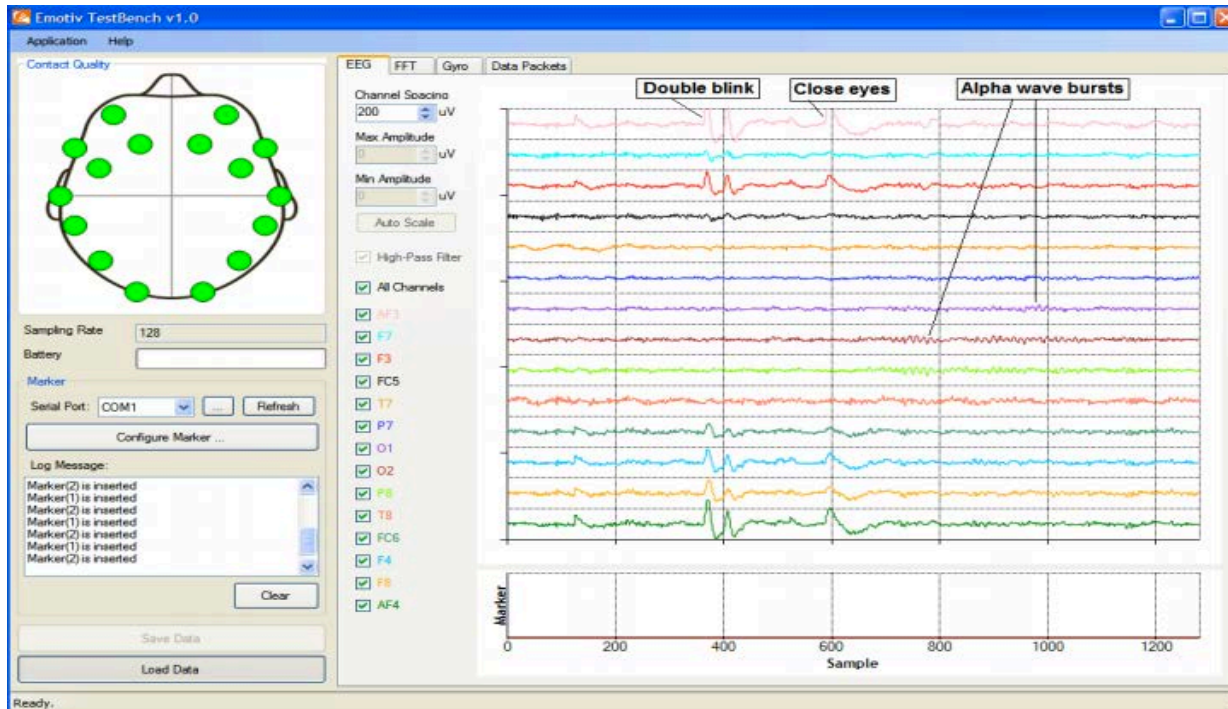 Emotiv TestBench v1.0
Application Help
Contact Quality
Sampling Rate 128
Battery
Marker
Serial Port: COM1 ... Refresh
Configure Marker ...
Log Message:
Marker(2) is inserted
Marker(1) is inserted
Marker(2) is inserted
Marker(1) is inserted
Marker(2) is inserted
Marker(1) is inserted
Marker(2) is inserted
Clear
Save Data
Load Data
Ready.
EEG FFT Gyro Data Packets
Channel Spacing
200 uV
Max Amplitude
0 uV
Min Amplitude
0 uV
Auto Scale
High-Pass Filter
All Channels
AF3
F7
F3
FC5
T7
P7
O1
O2
P8
T8
FC6
F4
F8
AF4
Double blink
Close eyes
Alpha wave bursts
Marker
0 200 400 600 800 1000 1200
Sample